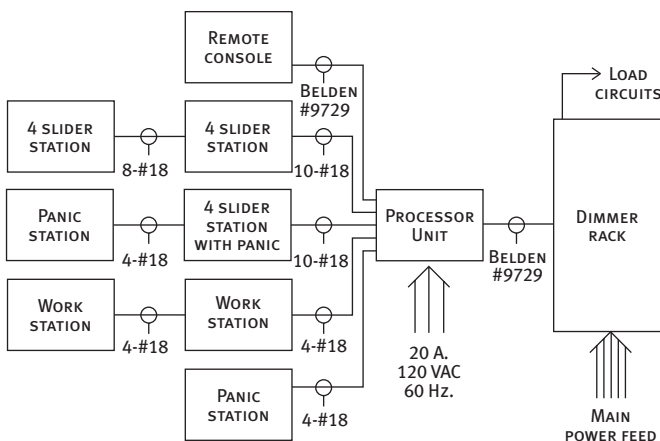 Remote
console
Belden
#9729
Load
circuits
4 slider
station
8-#18
4 slider
station
10-#18
Panic
station
4-#18
4 slider
station
with panic
10-#18
Processor
Unit
Belden
#9729
Dimmer
rack
Work
station
4-#18
Work
station
4-#18
20 A.
120 VAC
60 Hz.
Panic
station
4-#18
Main
power feed